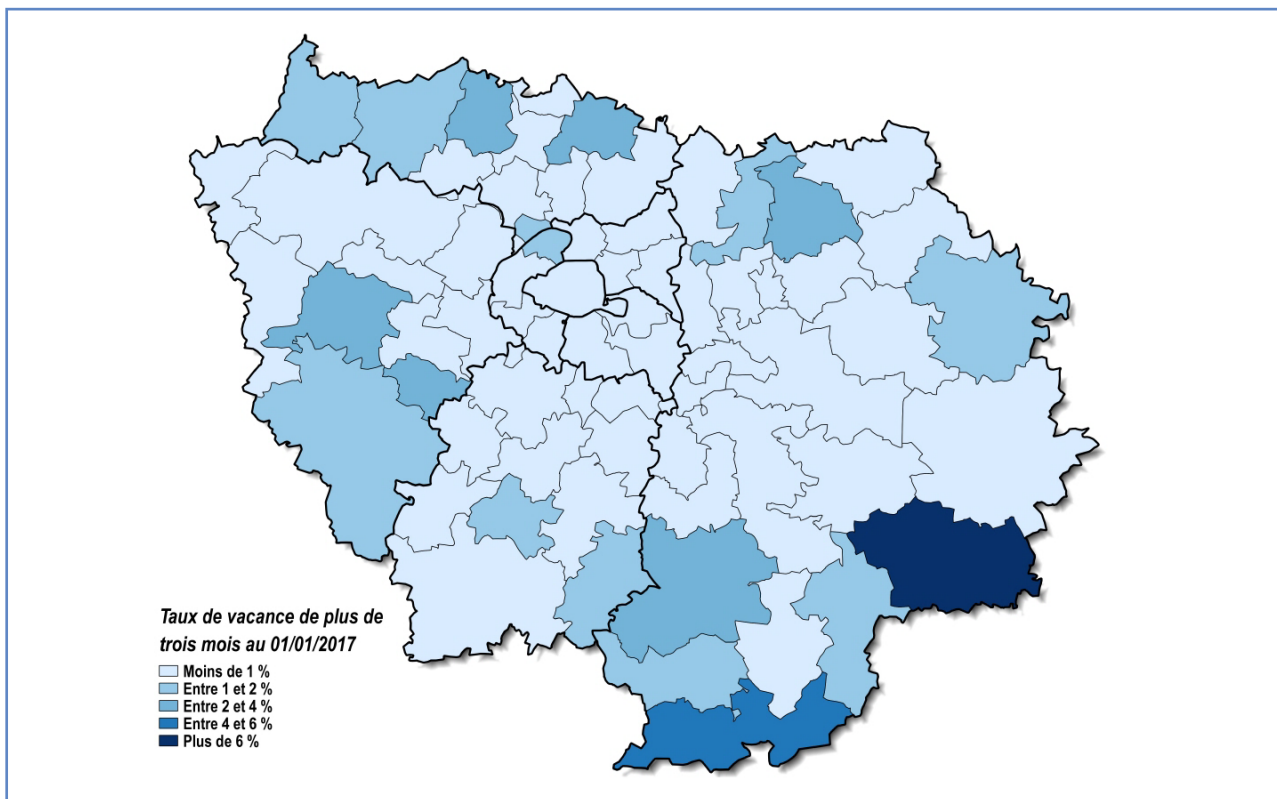 Taux de vacance de plus de
trois mois au 01/01/2017
Moins de 1 %
Entre 1 et 2 %
Entre 2 et 4 %
Entre 4 et 6 %
Plus de 6 %